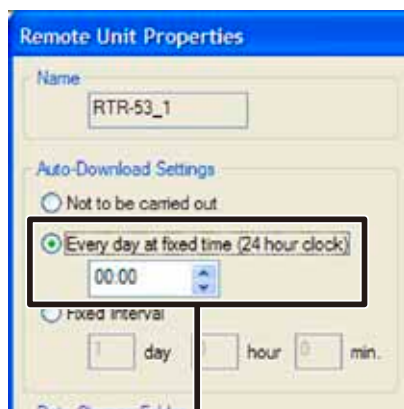 Remote Unit Properties
Name
RTR-53_1
Auto-Download Settings
Not to be carried out
Every day at fixed time (24 hour clock)
00:00
Fixed Interval
1 day hour 0 min.